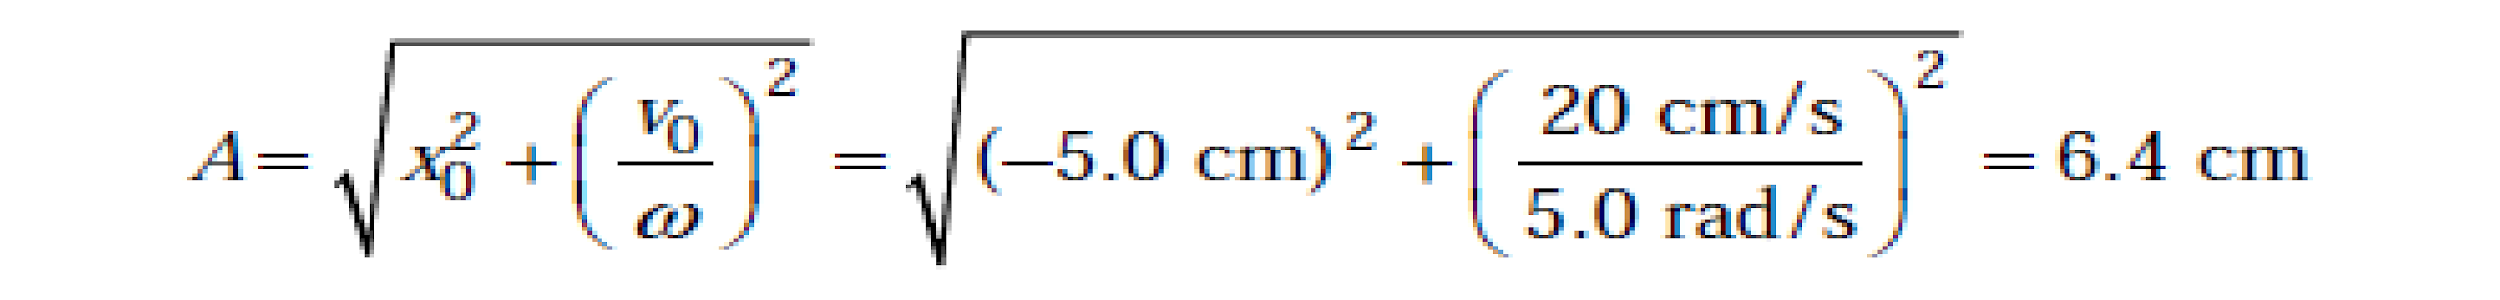 A = √(x₀² + (v₀/ω)²) = √((−5.0 cm)² + (20 cm/s / 5.0 rad/s)²) = 6.4 cm